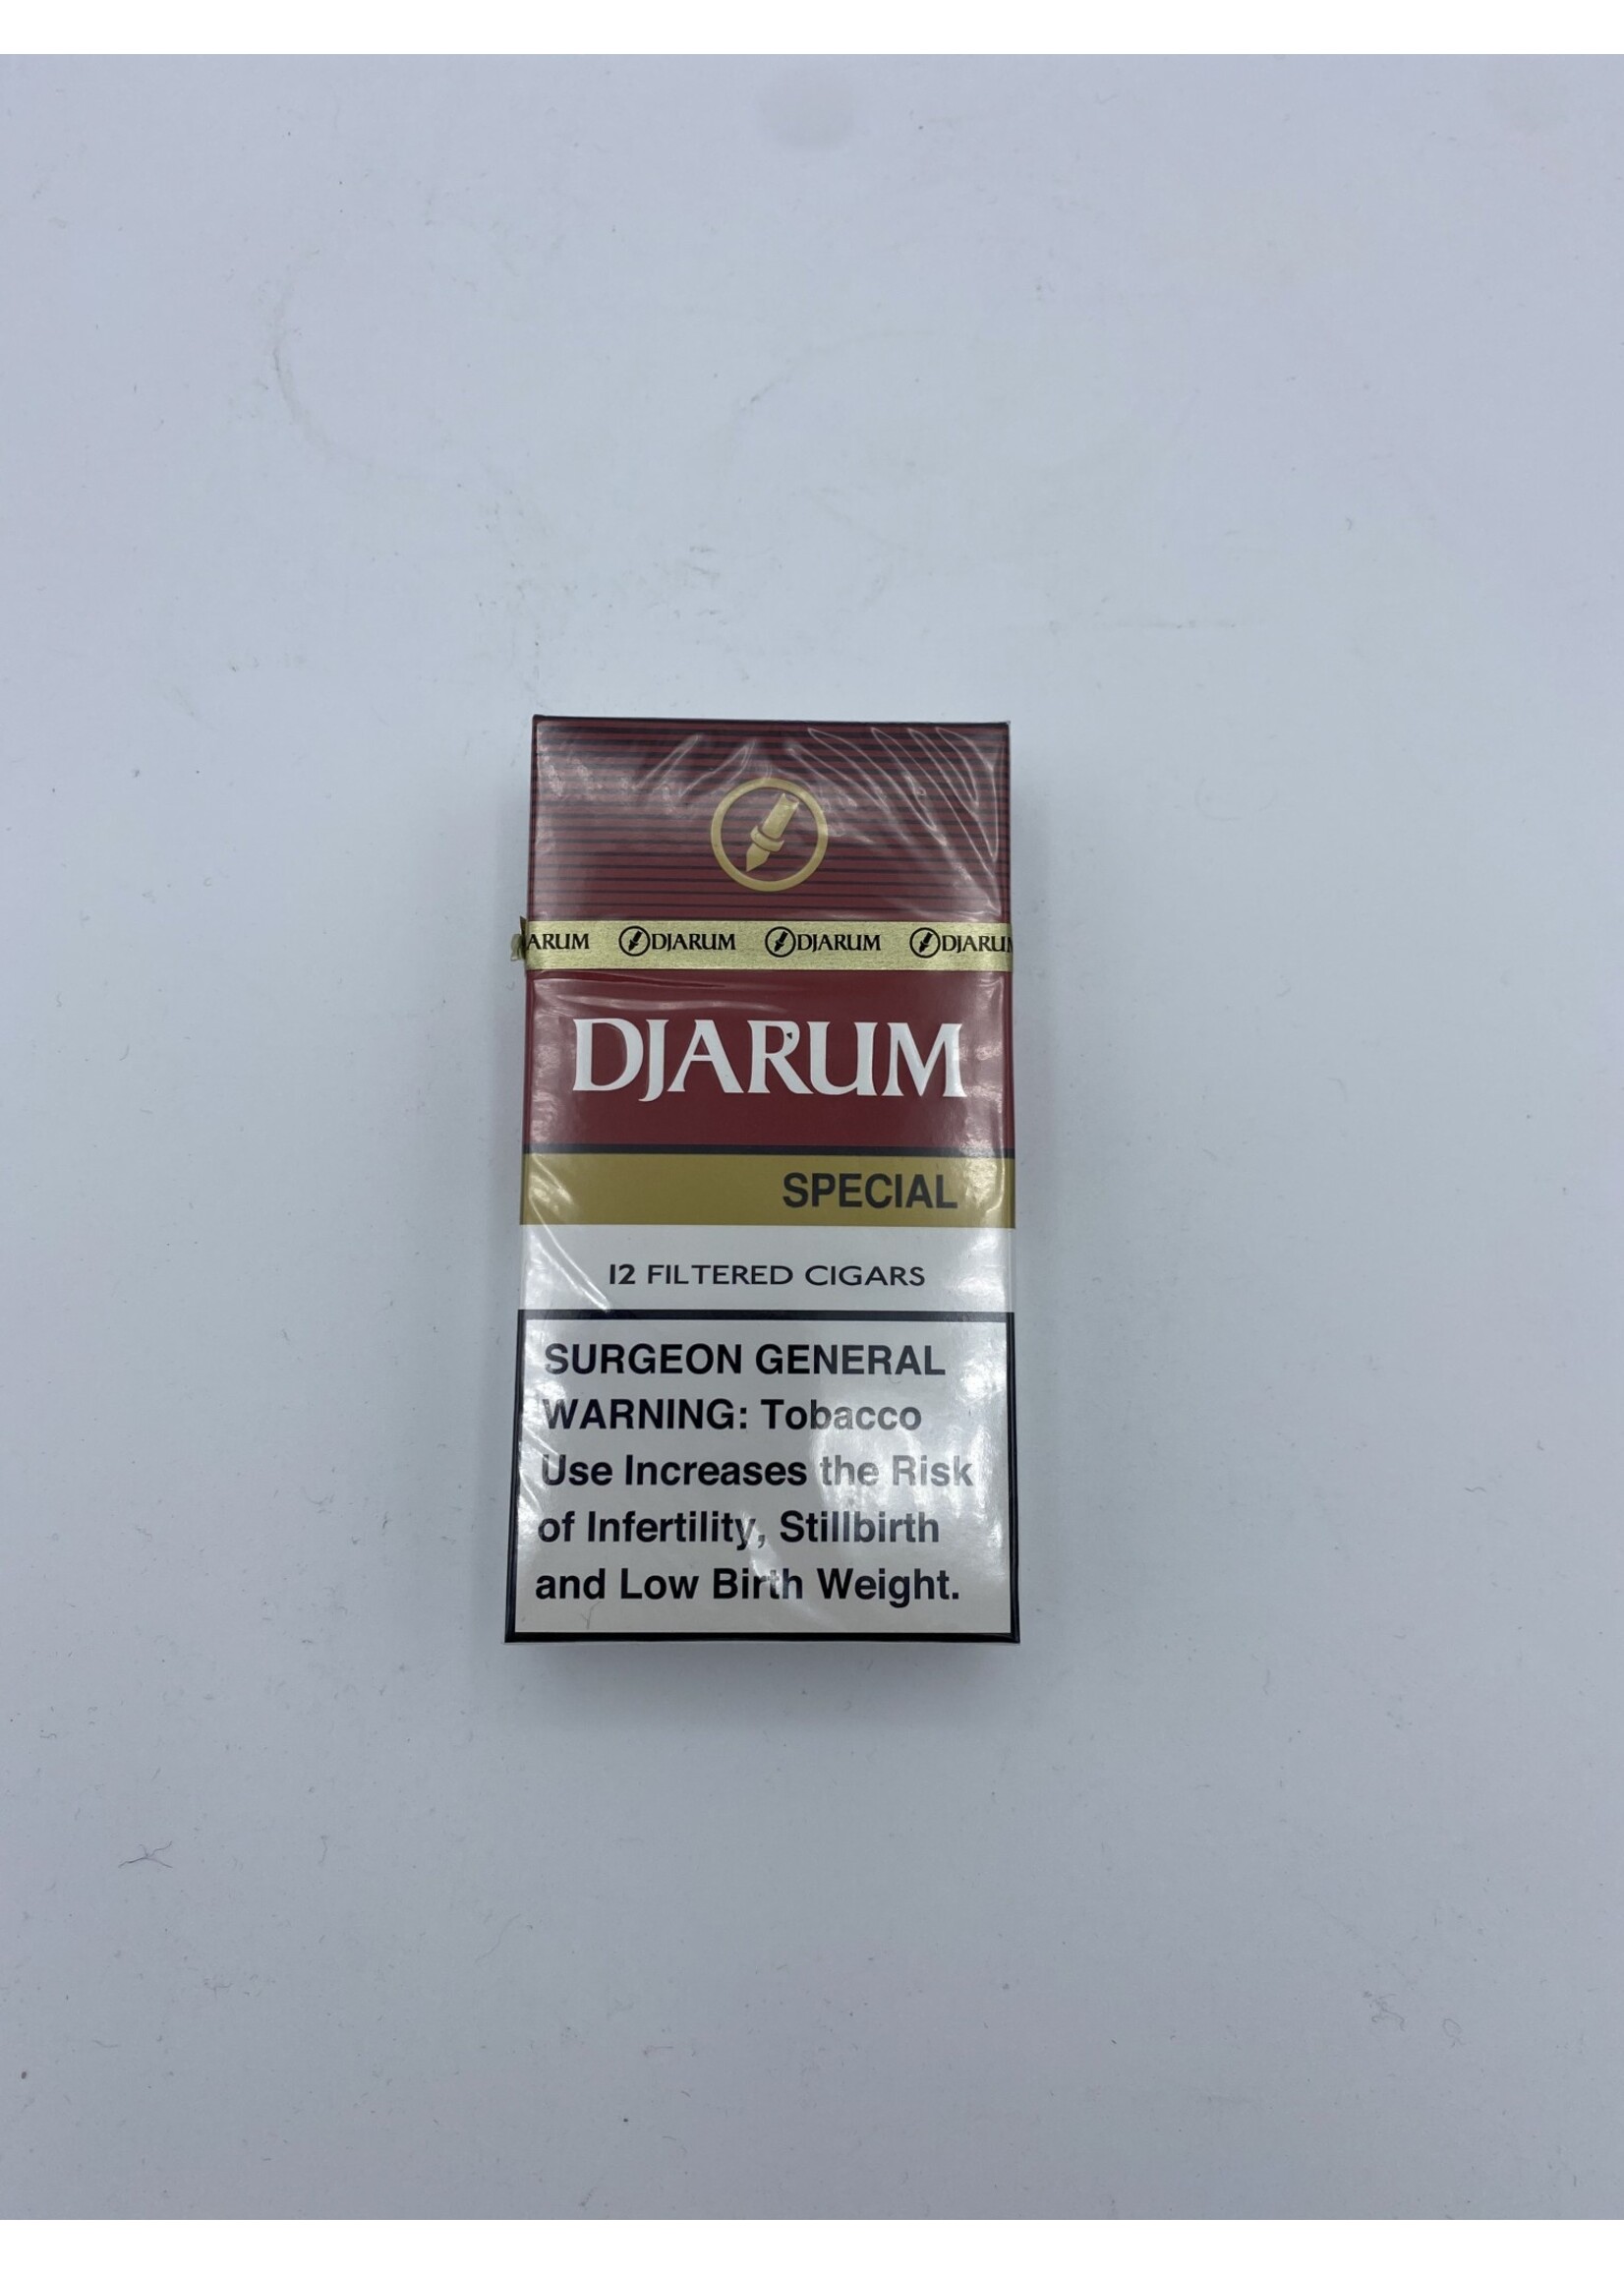 ARUM DJARUM DJARUM DJARUM
DJARUM
SPECIAL
12 FILTERED CIGARS
SURGEON GENERAL
WARNING: Tobacco
Use Increases the Risk
of Infertility, Stillbirth
and Low Birth Weight.